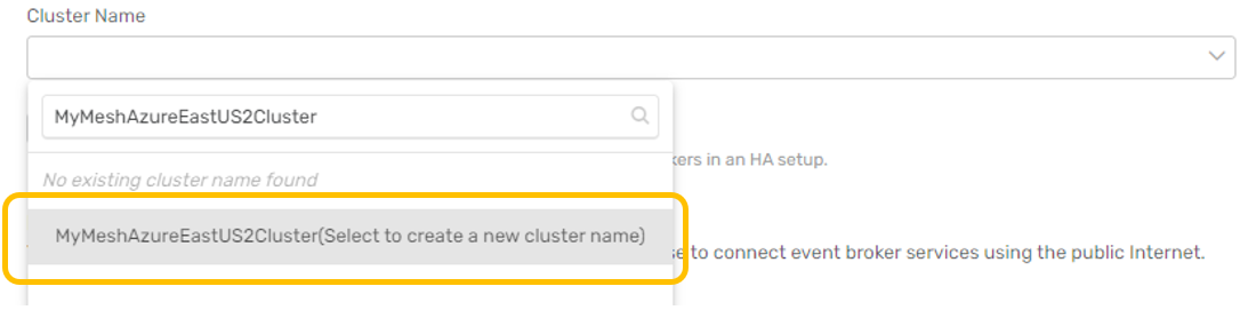 Cluster Name
MyMeshAzureEastUS2Cluster
kers in an HA setup.
No existing cluster name found
MyMeshAzureEastUS2Cluster(Select to create a new cluster name)
to connect event broker services using the public Internet.